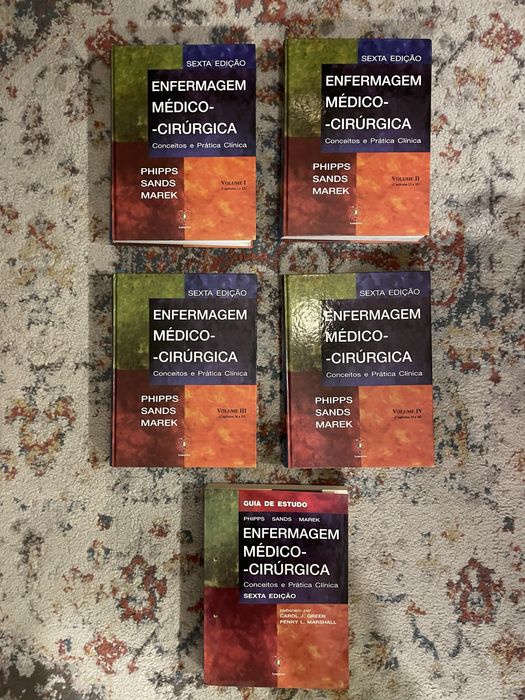 SEXTA EDIÇÃO
ENFERMAGEM
MÉDICO-
-CIRÚRGICA
Conceitos e Prática Clínica
PHIPPS
SANDS
MAREK
VOLUME I
SEXTA EDIÇÃO
ENFERMAGEM
MÉDICO-
-CIRÚRGICA
Conceitos e Prática Clínica
PHIPPS
SANDS
MAREK
VOLUME II
SEXTA EDIÇÃO
ENFERMAGEM
MÉDICO-
-CIRÚRGICA
Conceitos e Prática Clínica
PHIPPS
SANDS
MAREK
VOLUME III
SEXTA EDIÇÃO
ENFERMAGEM
MÉDICO-
-CIRÚRGICA
Conceitos e Prática Clínica
PHIPPS
SANDS
MAREK
VOLUME IV
GUIA DE ESTUDO
PHIPPS SANDS MAREK
ENFERMAGEM
MÉDICO-
-CIRÚRGICA
Conceitos e Prática Clínica
SEXTA EDIÇÃO
elaborado por
CAROL J. GREEN
PENNY L. MARSHALL